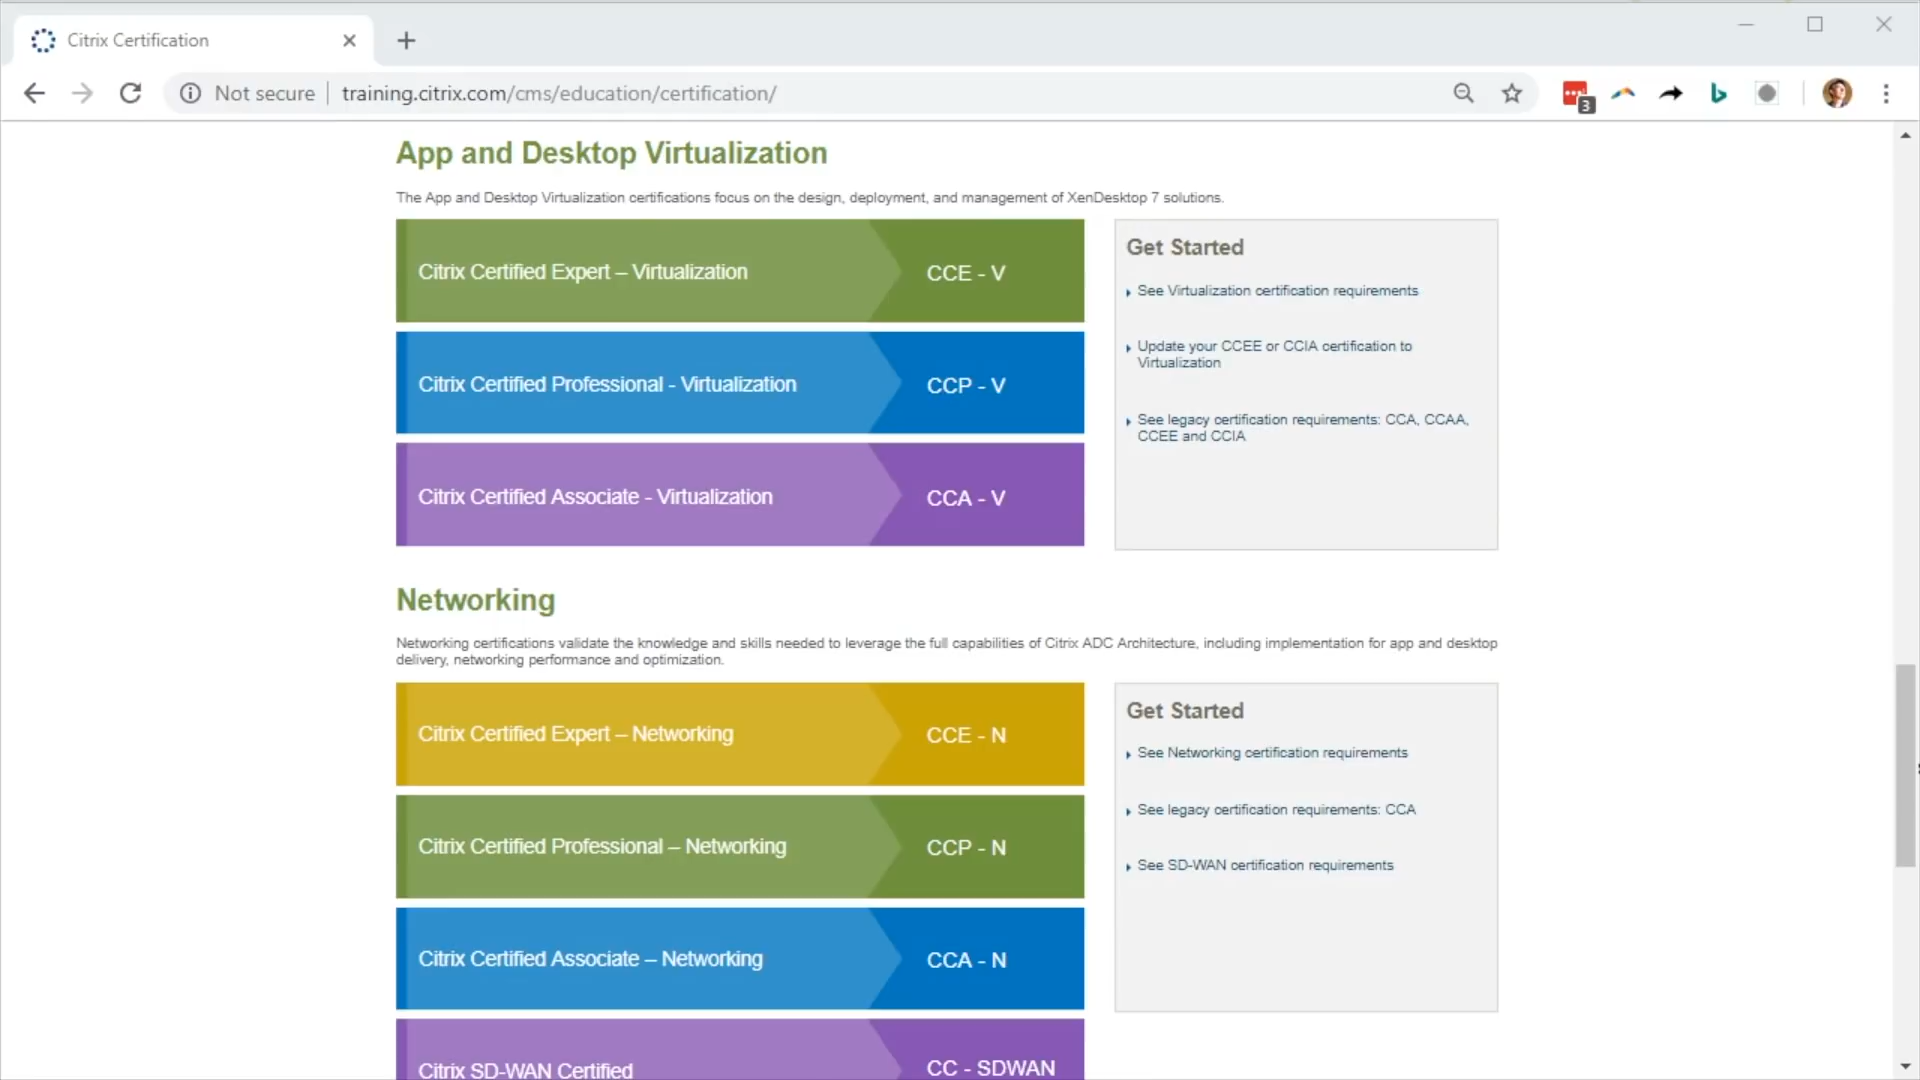 Citrix Certification
Not secure
training.citrix.com/cms/education/certification/
3
App and Desktop Virtualization
The App and Desktop Virtualization certifications focus on the design, deployment, and management of XenDesktop 7 solutions.
Citrix Certified Expert – Virtualization
CCE - V
Citrix Certified Professional - Virtualization
CCP - V
Citrix Certified Associate - Virtualization
CCA - V
Get Started
See Virtualization certification requirements
Update your CCEE or CCIA certification to
Virtualization
See legacy certification requirements: CCA, CCAA,
CCEE and CCIA
Networking
Networking certifications validate the knowledge and skills needed to leverage the full capabilities of Citrix ADC Architecture, including implementation for app and desktop
delivery, networking performance and optimization.
Citrix Certified Expert – Networking
CCE - N
Citrix Certified Professional – Networking
CCP - N
Citrix Certified Associate – Networking
CCA - N
Citrix SD-WAN Certified
CC - SDWAN
Get Started
See Networking certification requirements
See legacy certification requirements: CCA
See SD-WAN certification requirements